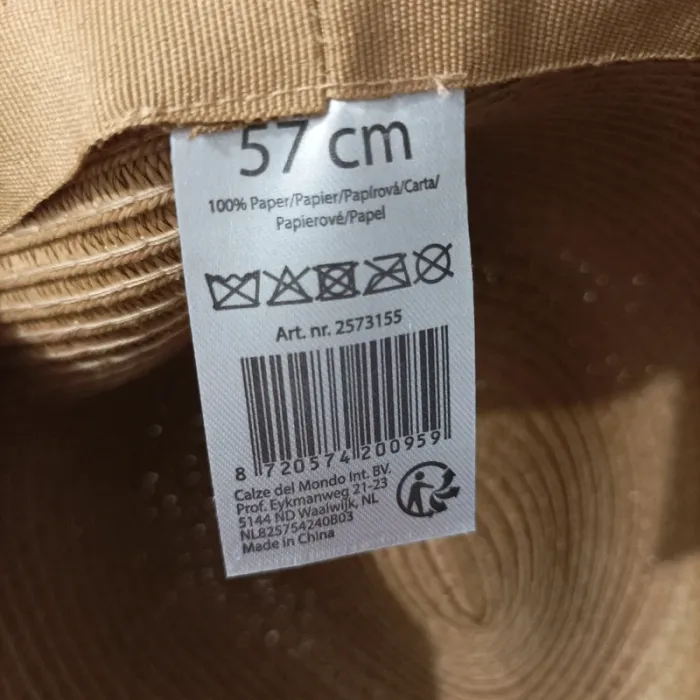 57 cm
100% Paper/Papier/Papírová/Carta/
Papierové/Papel
Art. nr. 2573155
8 720574 200959
Calze del Mondo Int. BV.
Prof. Eykmanweg 21-23
5144 ND Waalwijk, NL
NL825754240B03
Made in China